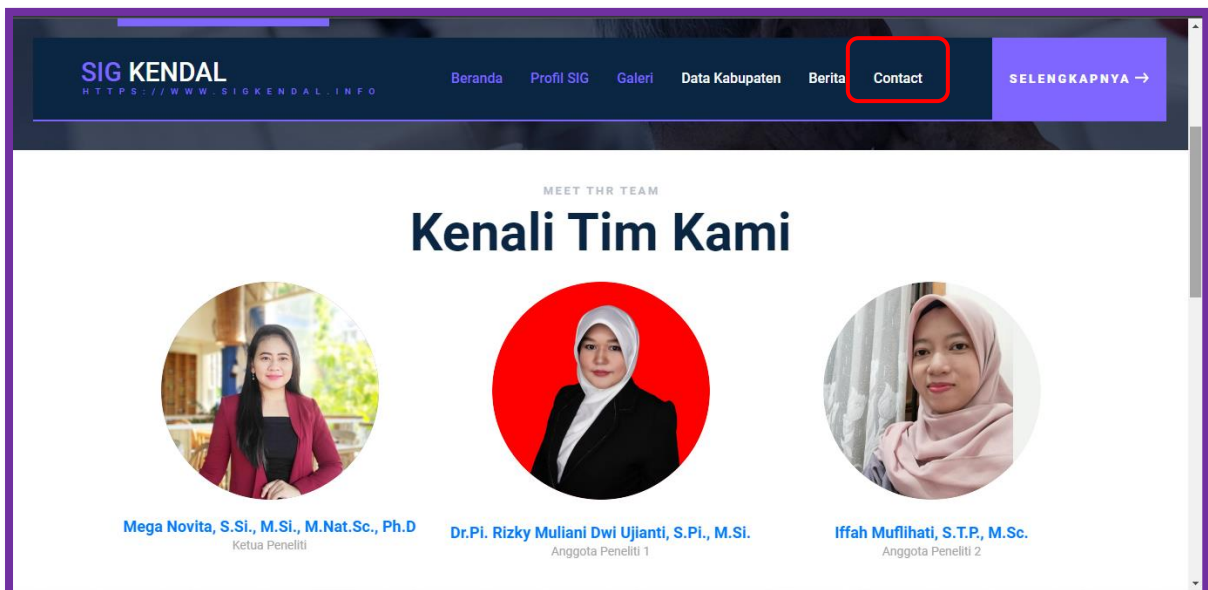 SIG KENDAL
HTTPS://WWW.SIGKENDAL.INFO
Beranda Profil SIG Galeri Data Kabupaten Berita Contact
SELENGKAPNYA →
MEET THR TEAM
Kenali Tim Kami
Mega Novita, S.Si., M.Si., M.Nat.Sc., Ph.D
Ketua Peneliti
Dr.Pi. Rizky Muliani Dwi Ujianti, S.Pi., M.Si.
Anggota Peneliti 1
Iffah Muflihati, S.T.P., M.Sc.
Anggota Peneliti 2